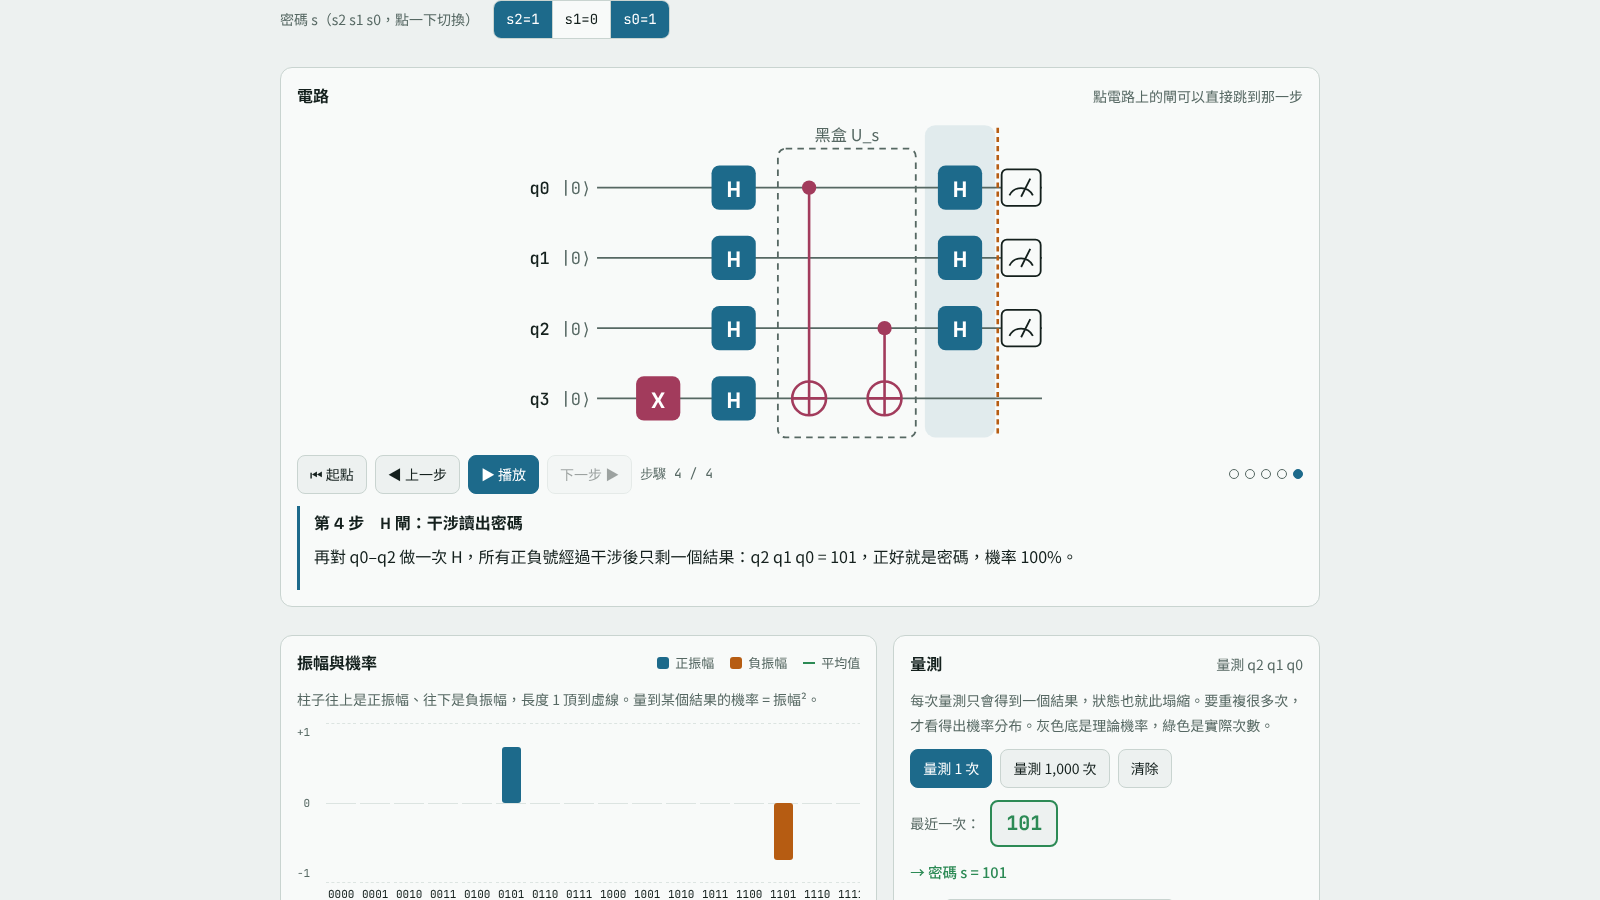 密碼 s（s2 s1 s0，點一下切換） s2=1 s1=0 s0=1
電路 點電路上的閘可以直接跳到那一步
黑盒 U_s
q0 |0⟩ H H
q1 |0⟩ H H
q2 |0⟩ H H
q3 |0⟩ X H
⏮ 起點 ◀ 上一步 ▶ 播放 下一步 ▶ 步驟 4 / 4
第 4 步 H 閘：干涉讀出密碼
再對 q0–q2 做一次 H，所有正負號經過干涉後只剩一個結果：q2 q1 q0 = 101，正好就是密碼，機率 100%。
振幅與機率 正振幅 負振幅 平均值
柱子往上是正振幅、往下是負振幅，長度 1 頂到虛線。量到某個結果的機率 = 振幅²。
+1
0
-1
0000 0001 0010 0011 0100 0101 0110 0111 1000 1001 1010 1011 1100 1101 1110 1111
量測 量測 q2 q1 q0
每次量測只會得到一個結果，狀態也就此塌縮。要重複很多次，
才看得出機率分布。灰色底是理論機率，綠色是實際次數。
量測 1 次 量測 1,000 次 清除
最近一次： 101
→ 密碼 s = 101